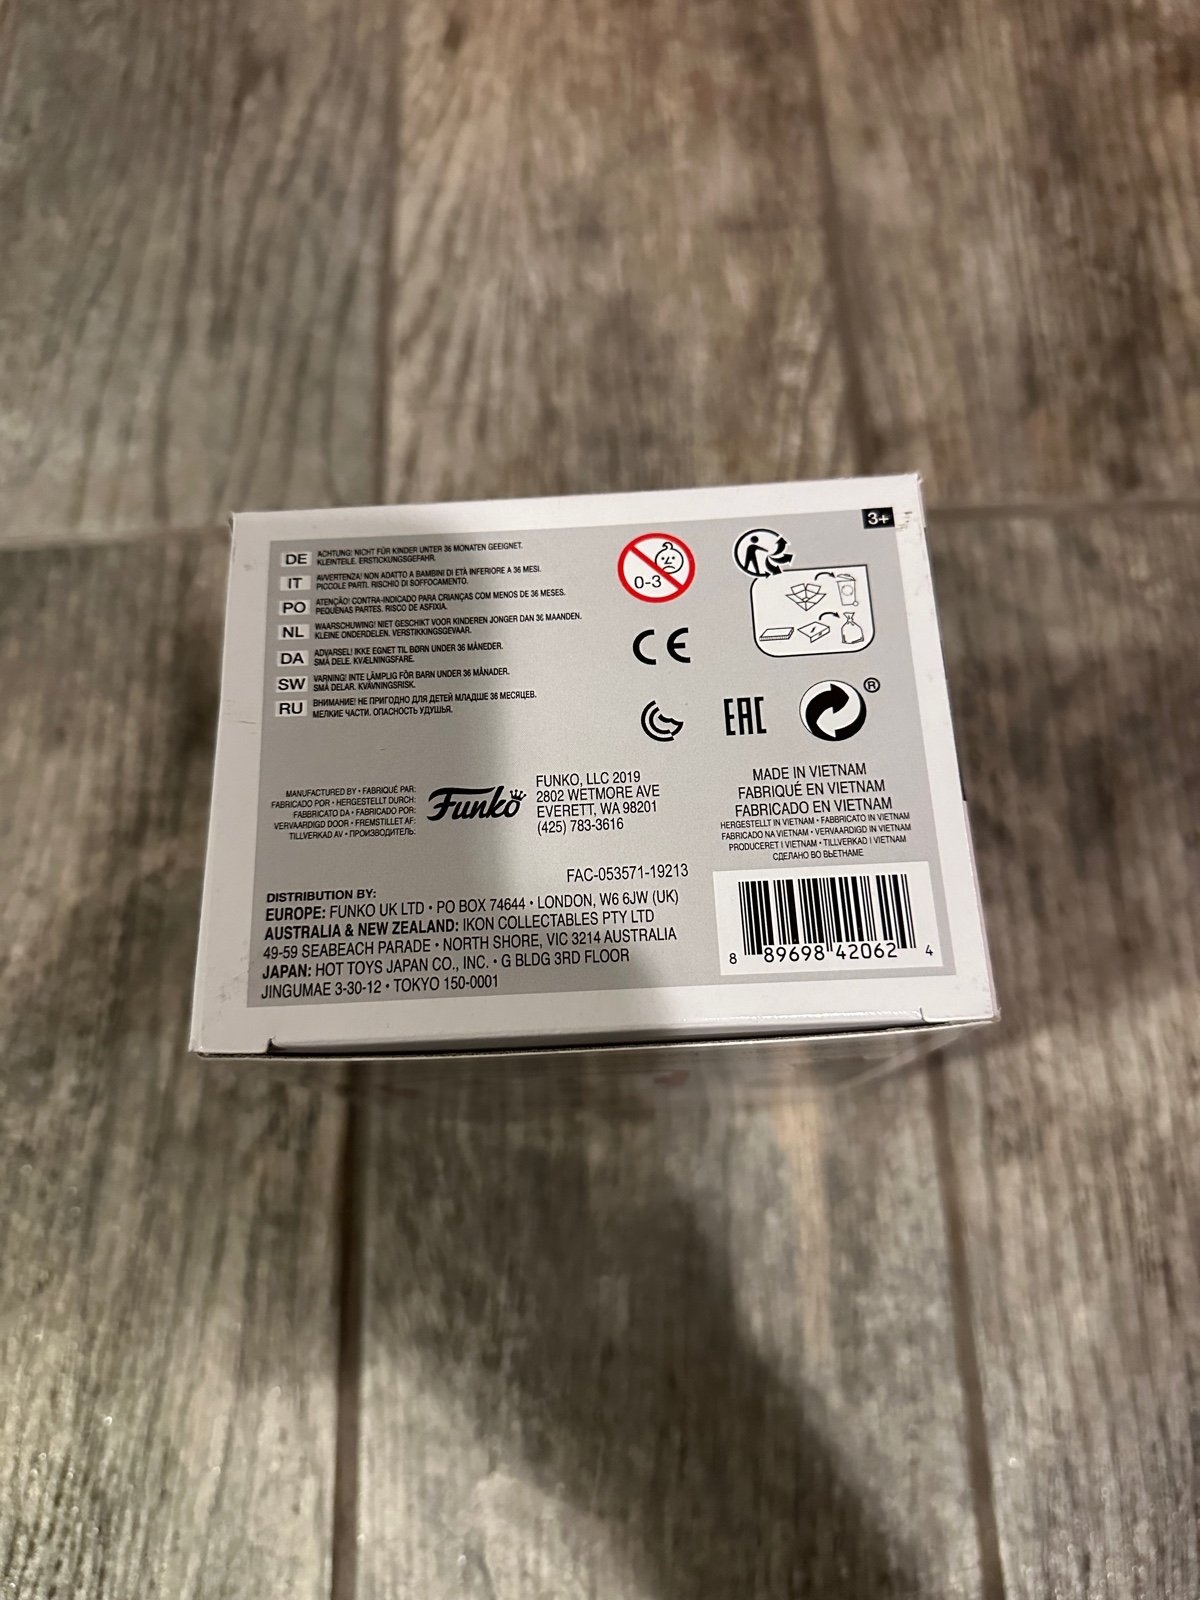 3+
DE ACHTUNG! NICHT FÜR KINDER UNTER 36 MONATEN GEEIGNET.
KLEINTEILE. ERSTICKUNGSGEFAHR.
IT AVVERTENZA! NON ADATTO A BAMBINI DI ETÀ INFERIORE A 36 MESI.
PICCOLE PARTI. RISCHIO DI SOFFOCAMENTO.
PO ATENÇÃO! CONTRA-INDICADO PARA CRIANÇAS COM MENOS DE 36 MESES.
PEQUENAS PARTES. RISCO DE ASFIXIA.
NL WAARSCHUWING! NIET GESCHIKT VOOR KINDEREN JONGER DAN 36 MAANDEN.
KLEINE ONDERDELEN. VERSTIKKINGSGEVAAR.
DA ADVARSEL! IKKE EGNET TIL BØRN UNDER 36 MÅNEDER.
SMÅ DELE. KVÆLNINGSFARE.
SW VARNING! INTE LÄMPLIG FÖR BARN UNDER 36 MÅNADER.
SMÅ DELAR. KVÄVNINGSRISK.
RU ВНИМАНИЕ! НЕ ПРИГОДНО ДЛЯ ДЕТЕЙ МЛАДШЕ 36 МЕСЯЦЕВ.
МЕЛКИЕ ЧАСТИ. ОПАСНОСТЬ УДУШЬЯ.
0-3
CE
EAC
®
MANUFACTURED BY • FABRIQUÉ PAR:
FABRICADO POR • HERGESTELLT DURCH:
FABBRICATO DA • FABRICADO POR:
VERVAARDIGD DOOR • FREMSTILLET AF:
TILLVERKAD AV • ПРОИЗВОДИТЕЛЬ:
Funko
FUNKO, LLC 2019
2802 WETMORE AVE
EVERETT, WA 98201
(425) 783-3616
MADE IN VIETNAM
FABRIQUÉ EN VIETNAM
FABRICADO EN VIETNAM
HERGESTELLT IN VIETNAM • FABBRICATO IN VIETNAM
FABRICADO NA VIETNAM • VERVAARDIGD IN VIETNAM
PRODUCERET I VIETNAM • TILLVERKAD I VIETNAM
СДЕЛАНО ВО ВЬЕТНАМЕ
FAC-053571-19213
DISTRIBUTION BY:
EUROPE: FUNKO UK LTD • PO BOX 74644 • LONDON, W6 6JW (UK)
AUSTRALIA & NEW ZEALAND: IKON COLLECTABLES PTY LTD
49-59 SEABEACH PARADE • NORTH SHORE, VIC 3214 AUSTRALIA
JAPAN: HOT TOYS JAPAN CO., INC. • G BLDG 3RD FLOOR
JINGUMAE 3-30-12 • TOKYO 150-0001
8 89698 42062 4